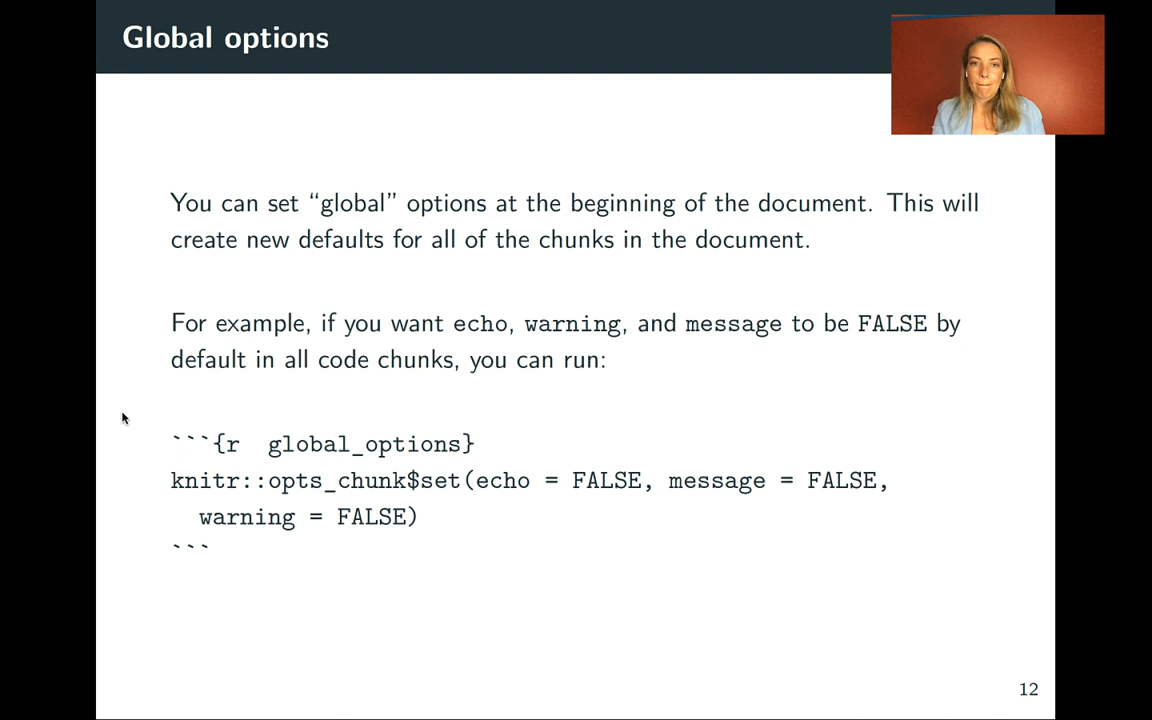 Global options
You can set “global” options at the beginning of the document. This will
create new defaults for all of the chunks in the document.
For example, if you want echo, warning, and message to be FALSE by
default in all code chunks, you can run:
```{r  global_options}
knitr::opts_chunk$set(echo = FALSE, message = FALSE,
  warning = FALSE)
```
12